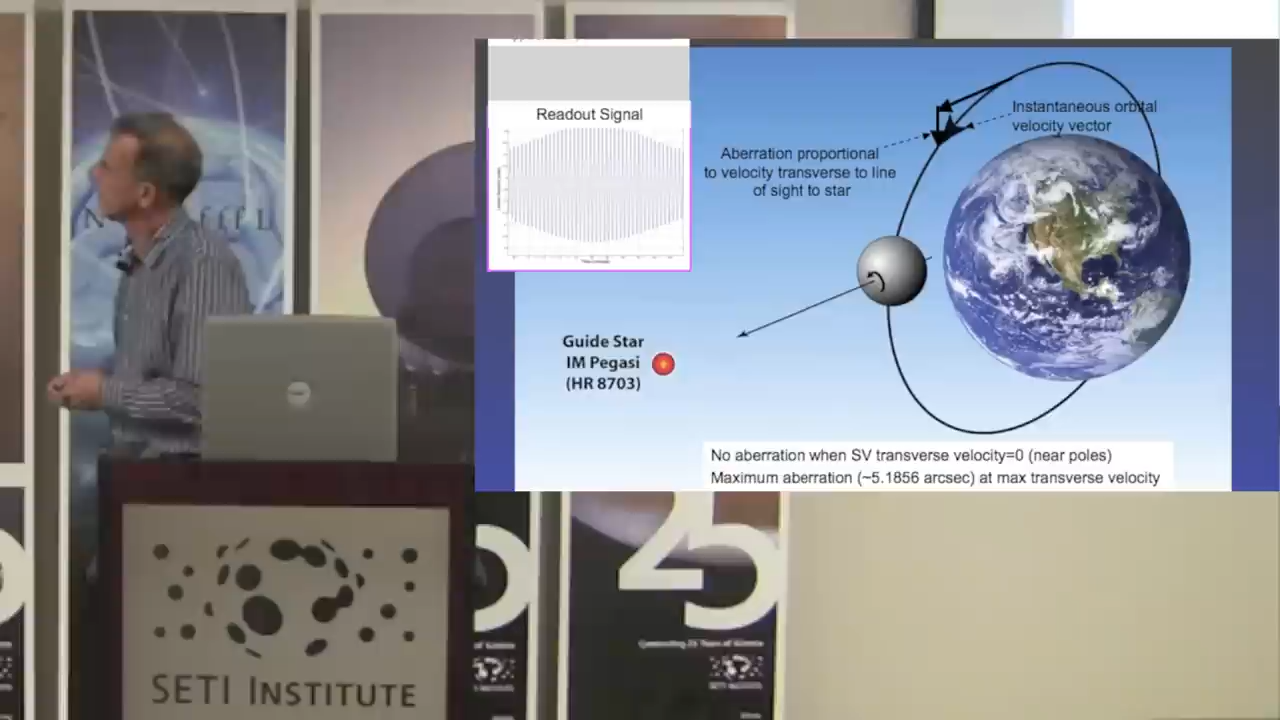 Readout Signal
Instantaneous orbital
velocity vector
Aberration proportional
to velocity transverse to line
of sight to star
Guide Star
IM Pegasi
(HR 8703)
No aberration when SV transverse velocity=0 (near poles)
Maximum aberration (~5.1856 arcsec) at max transverse velocity
25
SETI INSTITUTE